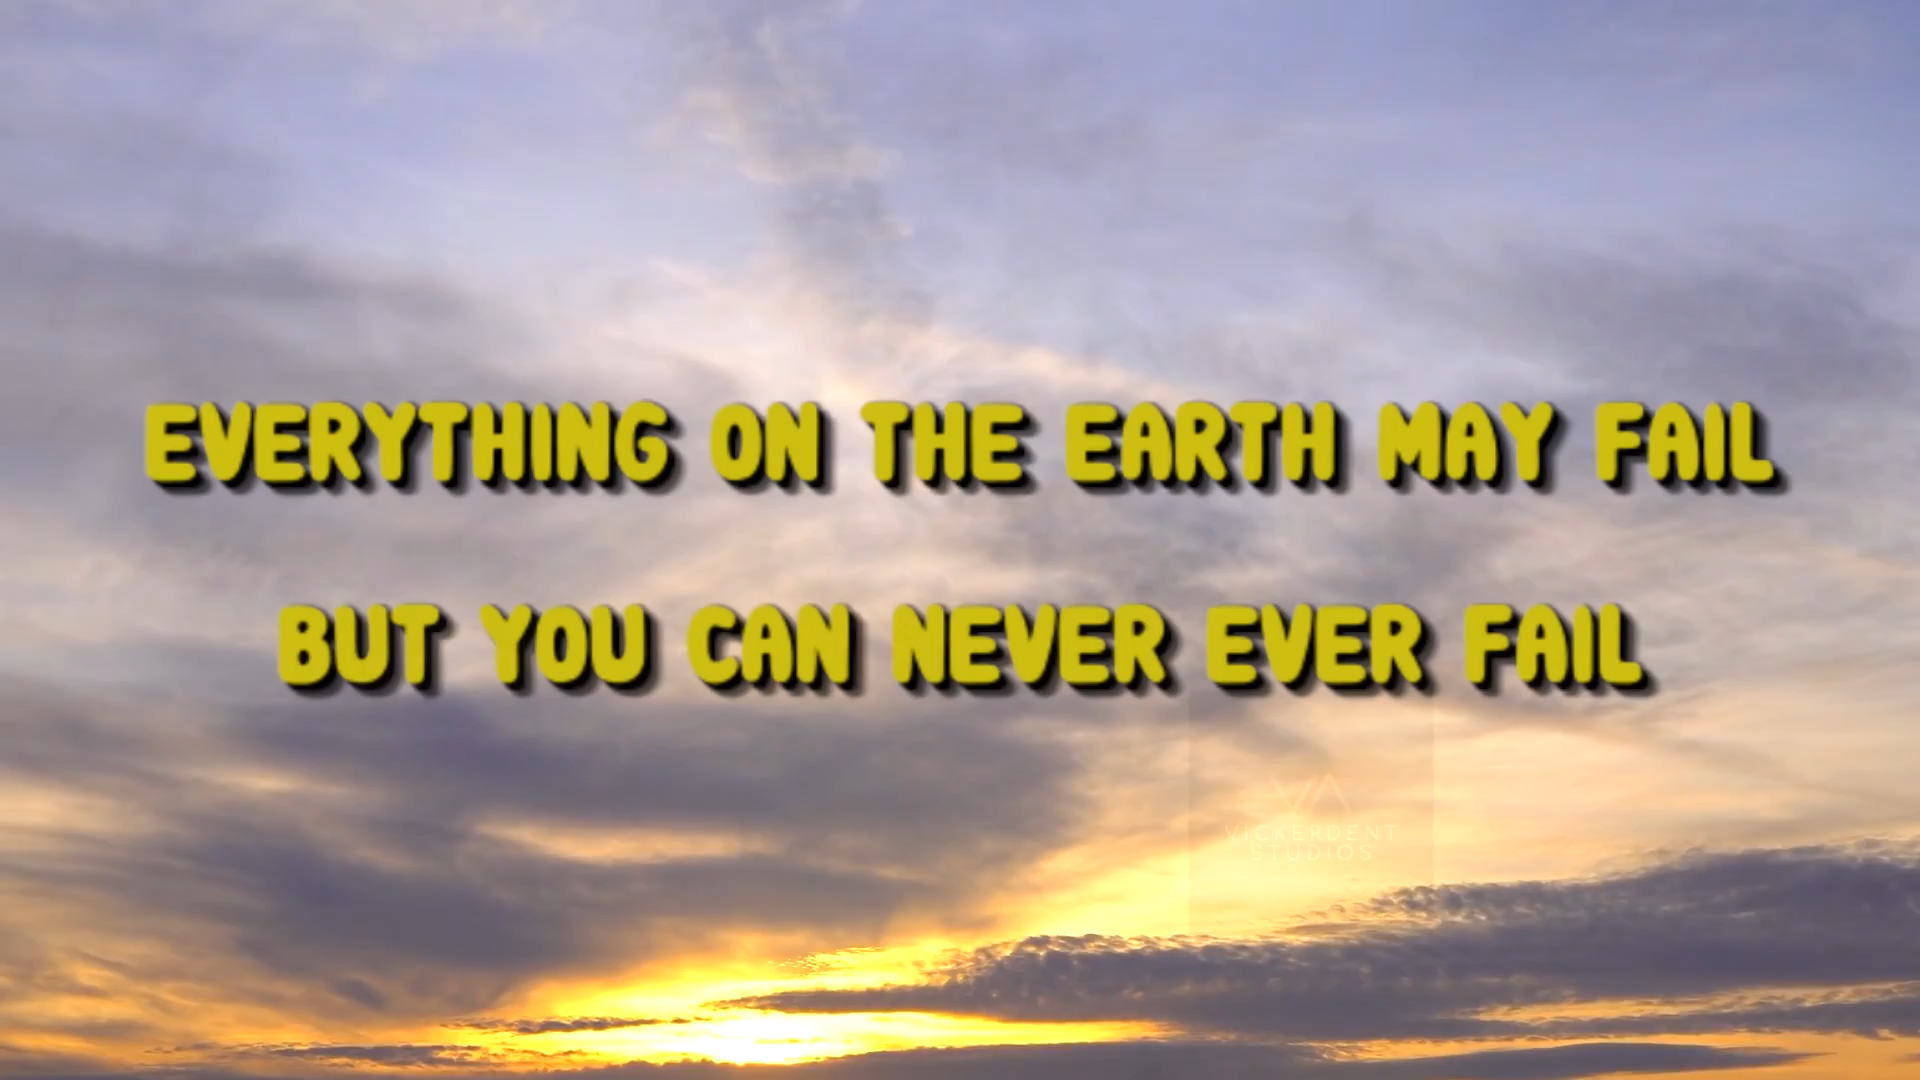 EVERYTHING ON THE EARTH MAY FAIL
BUT YOU CAN NEVER EVER FAIL
VICKERDENT
STUDIOS